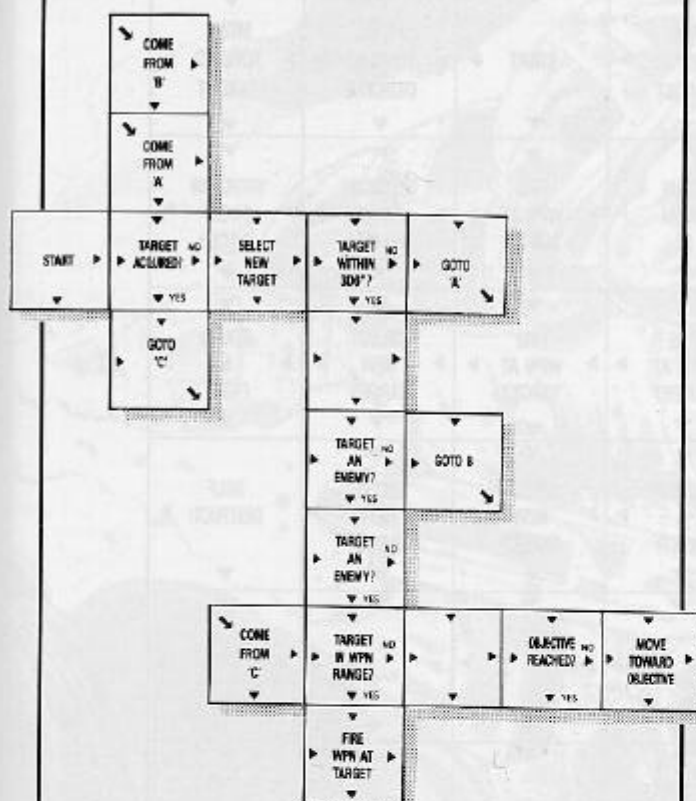 COME
FROM
'B'
COME
FROM
'A'
START
TARGET
ACQURED?
NO
YES
SELECT
NEW
TARGET
TARGET
WITHIN
3D6"?
NO
YES
GOTO
'A'
GOTO
'C'
TARGET
AN
ENEMY?
NO
YES
GOTO B
TARGET
AN
ENEMY?
NO
YES
COME
FROM
'C'
TARGET
IN WPN
RANGE?
NO
YES
OBJECTIVE
REACHED?
NO
YES
MOVE
TOWARD
OBJECTIVE
FIRE
WPN AT
TARGET